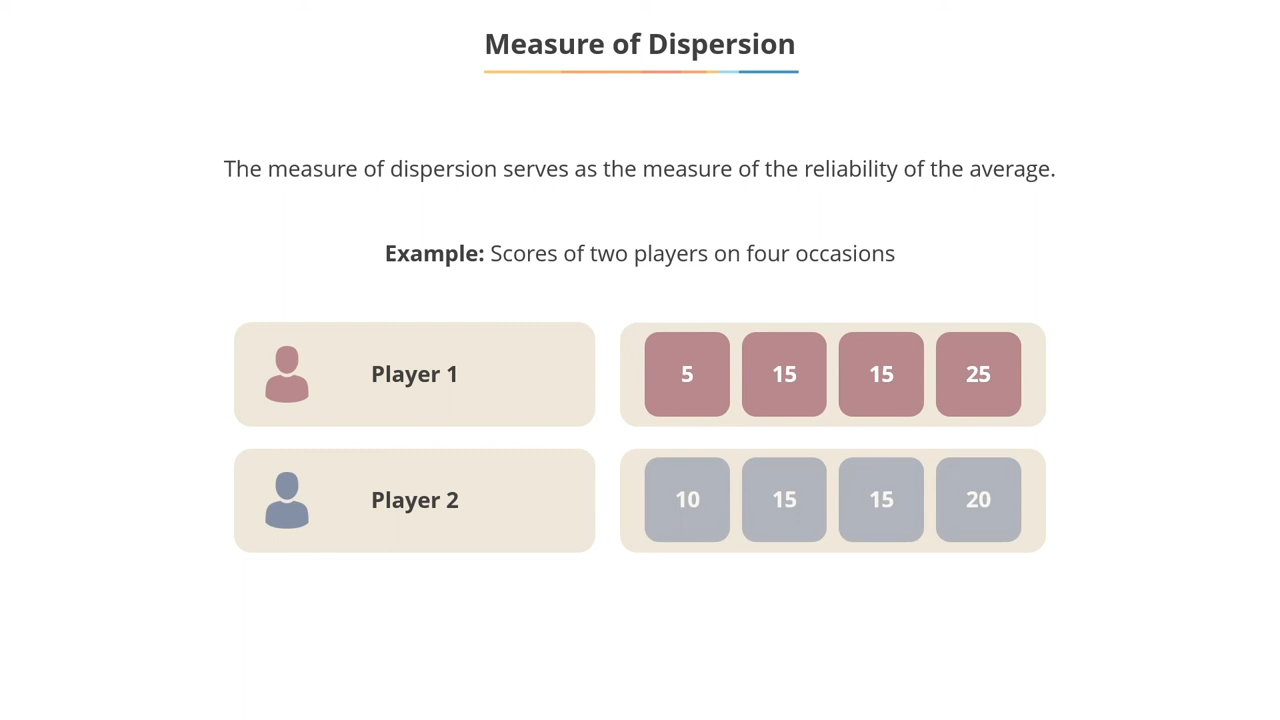 Measure of Dispersion
The measure of dispersion serves as the measure of the reliability of the average.
Example: Scores of two players on four occasions
Player 1 5 15 15 25
Player 2 10 15 15 20